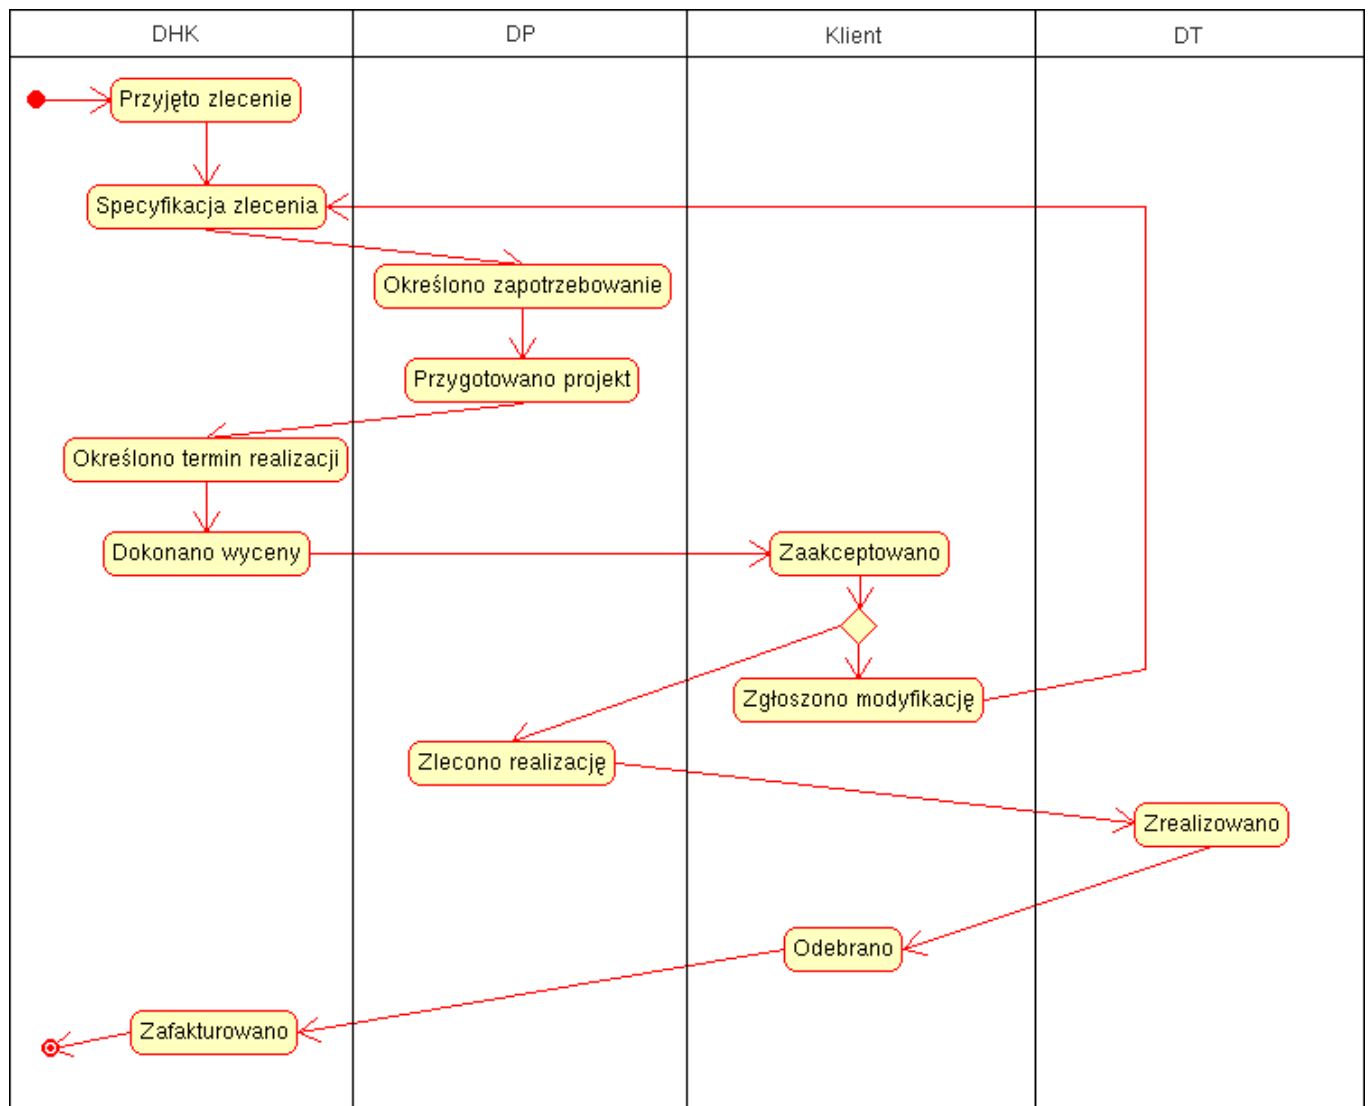 DHK
DP
Klient
DT
Przyjęto zlecenie
Specyfikacja zlecenia
Określono zapotrzebowanie
Przygotowano projekt
Określono termin realizacji
Dokonano wyceny
Zaakceptowano
Zgłoszono modyfikację
Zlecono realizację
Zrealizowano
Odebrano
Zafakturowano